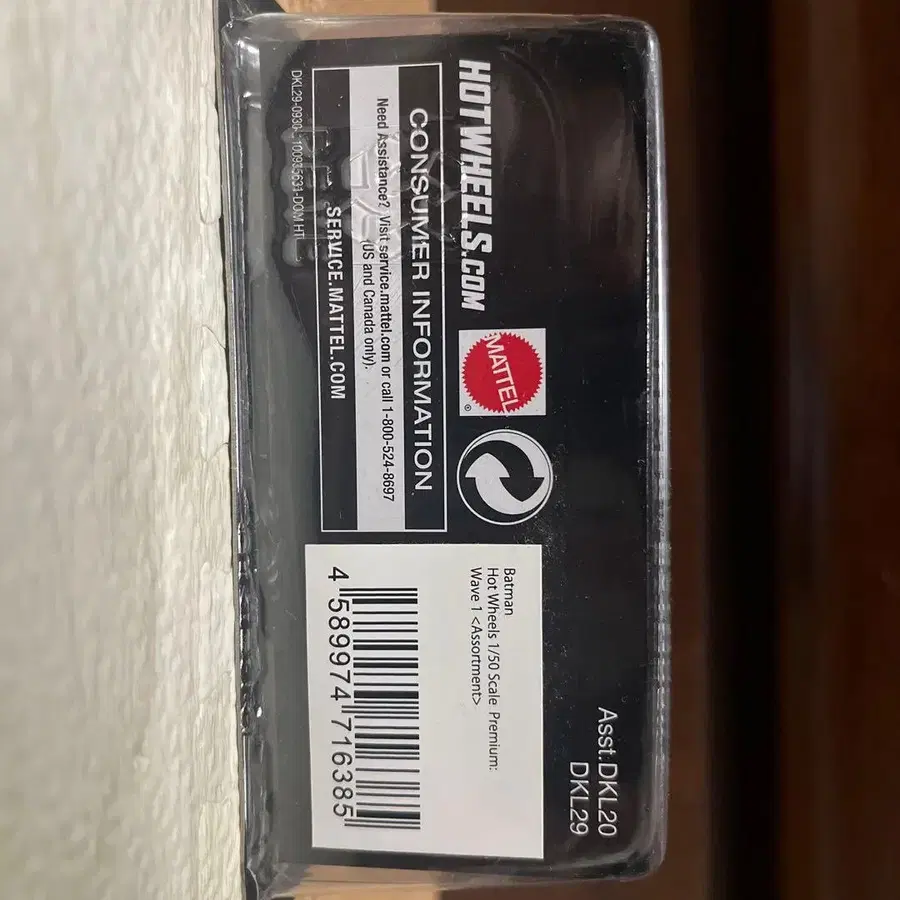 HOTWHEELS.COM
MATTEL
®
CONSUMER INFORMATION
Need Assistance? Visit service.mattel.com or call 1-800-524-8697
(US and Canada only).
SERVICE.MATTEL.COM
Asst.DKL20
DKL29
Batman
Hot Wheels 1/50 Scale Premium:
Wave 1 <Assortment>
4 589974 716385